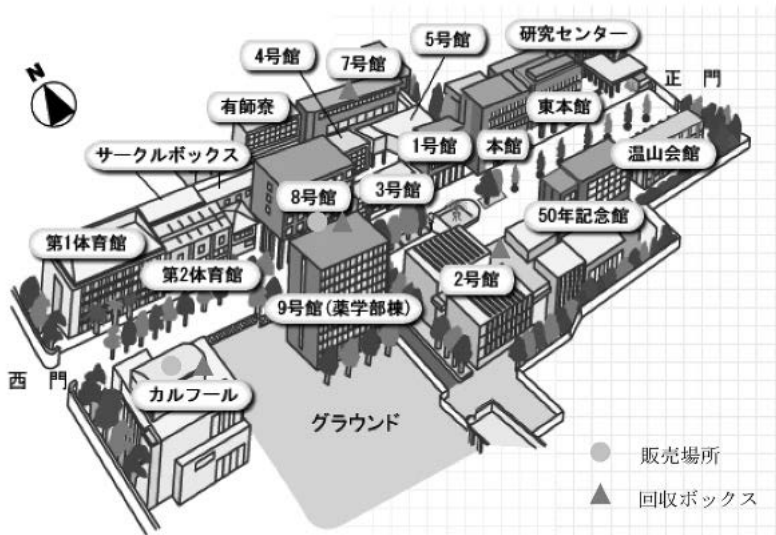 N
研究センター
5号館
4号館
7号館
正門
有師寮
東本館
1号館
本館
サークルボックス
温山会館
3号館
8号館
50年記念館
第1体育館
第2体育館
2号館
9号館(薬学部棟)
西門
カルフール
グラウンド
販売場所
回収ボックス